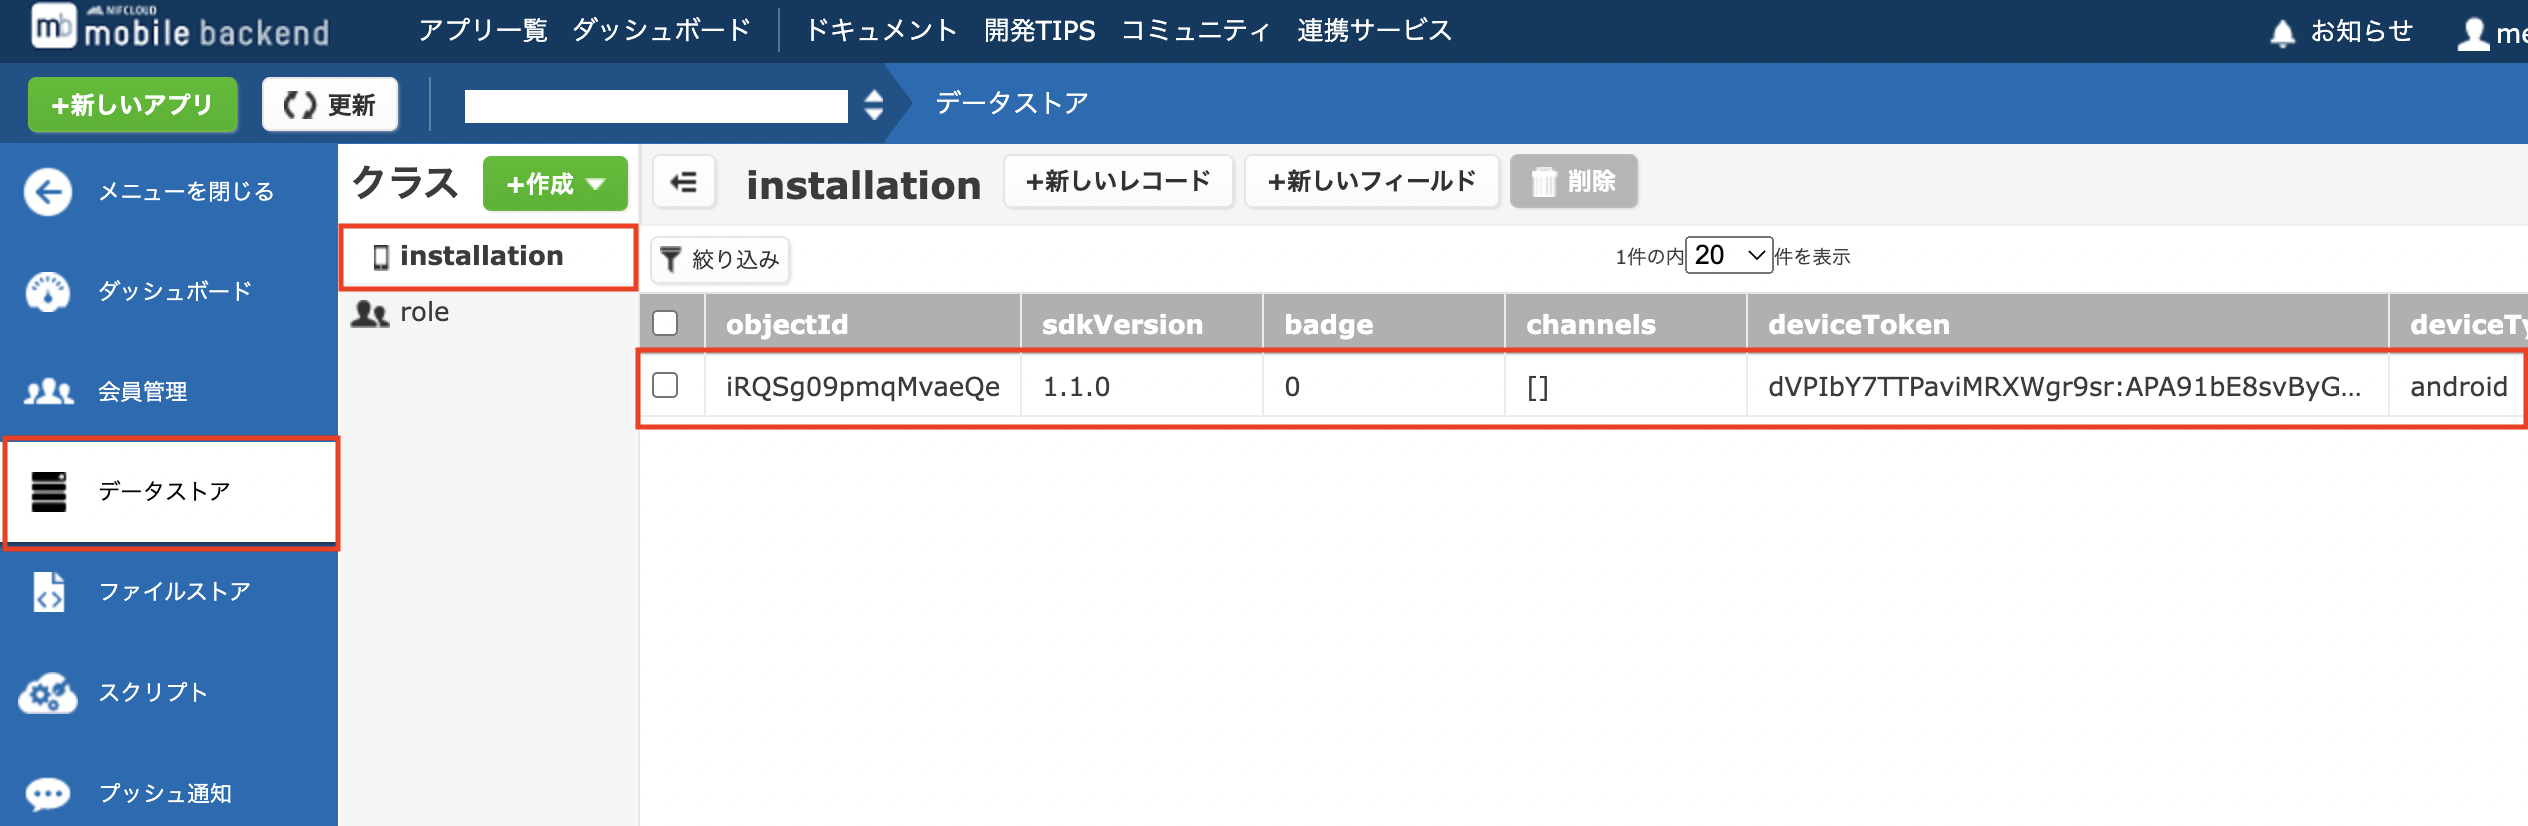 NIFCLOUD
mb mobile backend
アプリ一覧 ダッシュボード ドキュメント 開発TIPS コミュニティ 連携サービス お知らせ me
+新しいアプリ 更新 データストア
メニューを閉じる
ダッシュボード
会員管理
データストア
ファイルストア
スクリプト
プッシュ通知
クラス +作成
installation
role
installation +新しいレコード +新しいフィールド 削除
絞り込み 1件の内 20 件を表示
objectId sdkVersion badge channels deviceToken deviceTy
iRQSg09pmqMvaeQe 1.1.0 0 [] dVPIbY7TTPaviMRXWgr9sr:APA91bE8svByG... android